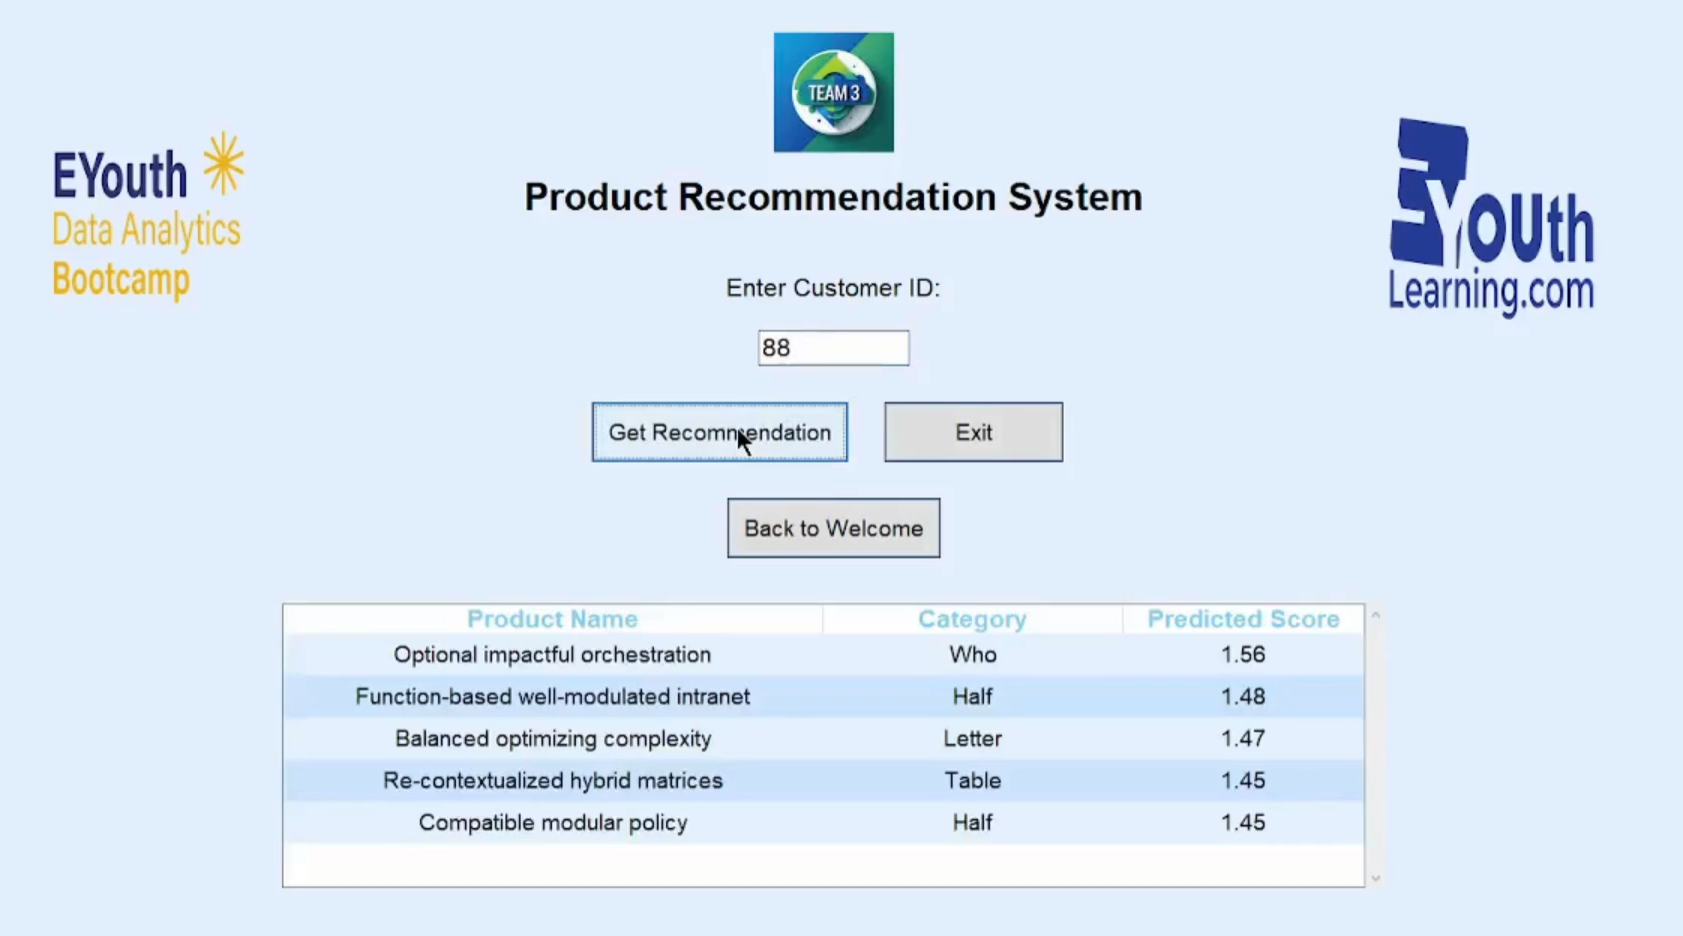 TEAM 3
EYouth
Data Analytics
Bootcamp
EYouth
Learning.com
Product Recommendation System
Enter Customer ID:
88
Get Recommendation
Exit
Back to Welcome
Product Name Category Predicted Score
Optional impactful orchestration Who 1.56
Function-based well-modulated intranet Half 1.48
Balanced optimizing complexity Letter 1.47
Re-contextualized hybrid matrices Table 1.45
Compatible modular policy Half 1.45